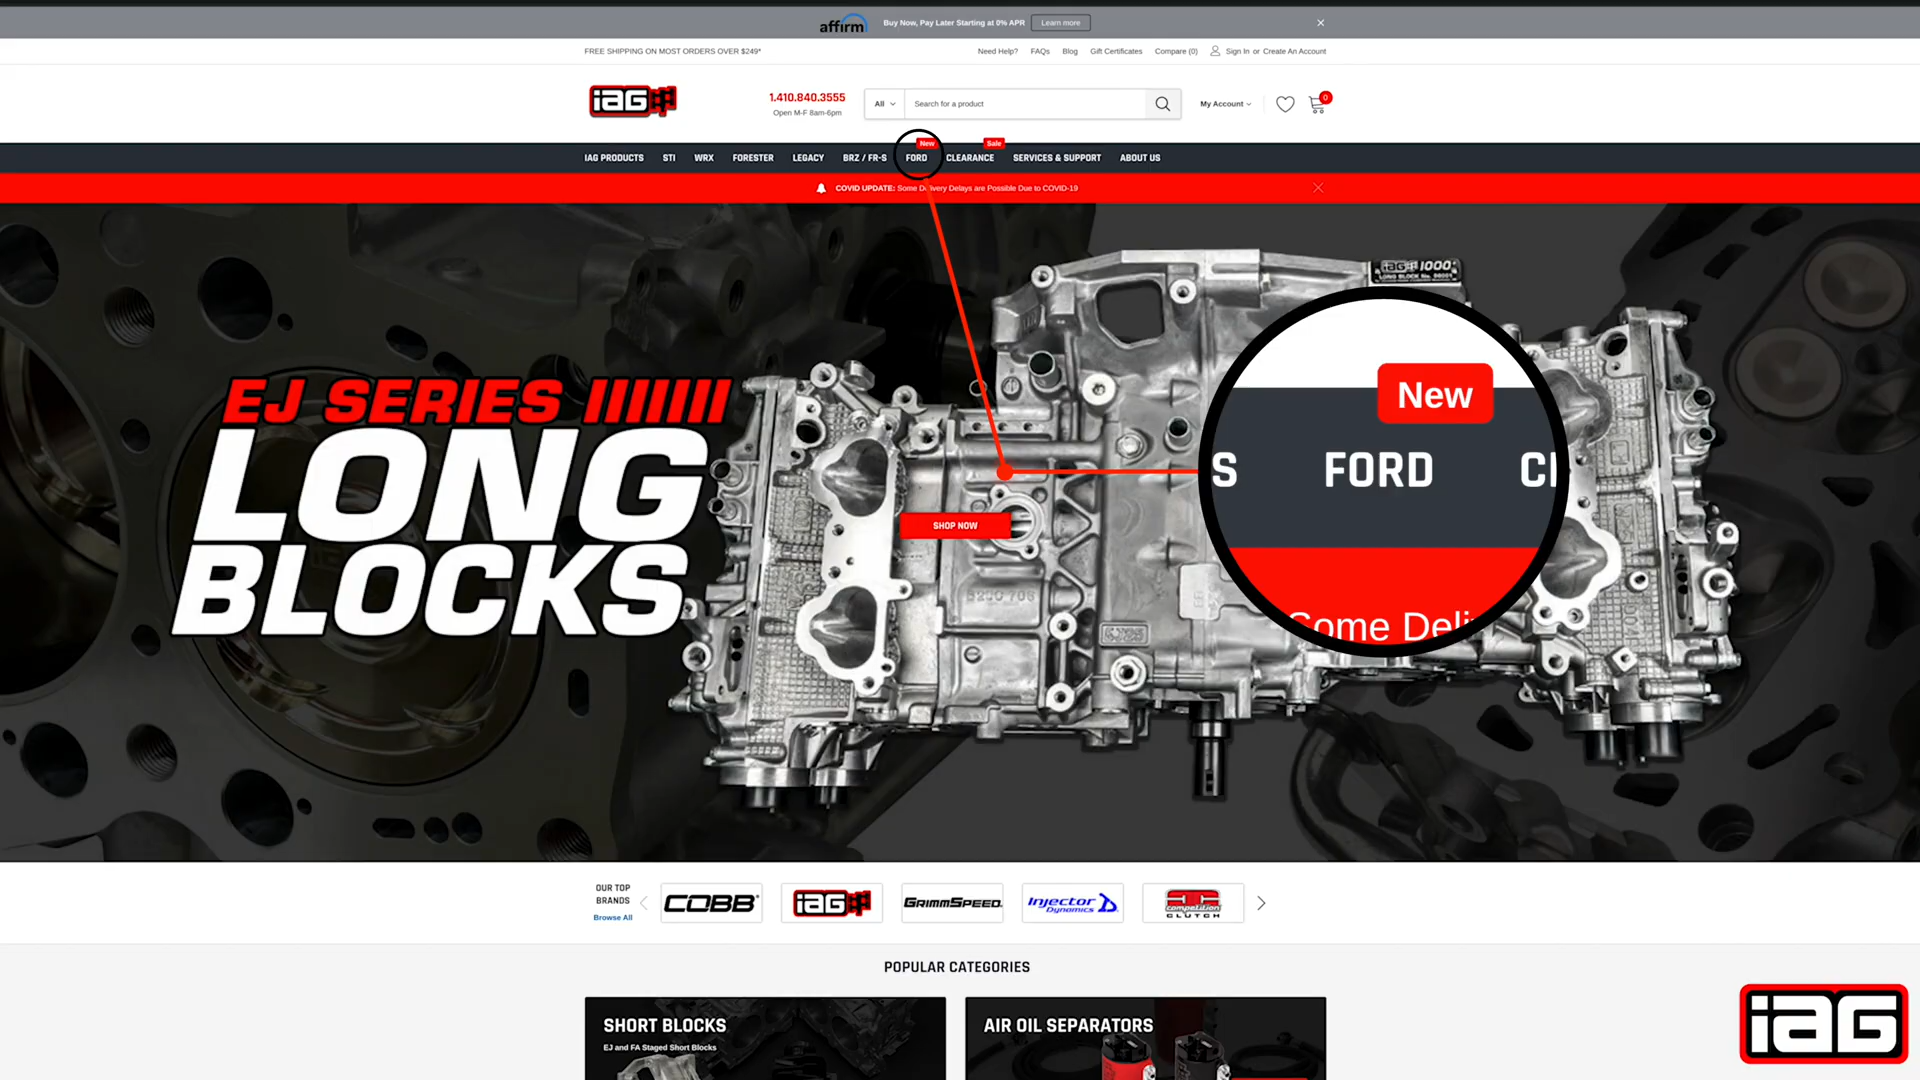 affirm Buy Now, Pay Later Starting at 0% APR Learn more
FREE SHIPPING ON MOST ORDERS OVER $249*
Need Help? FAQs Blog Gift Certificates Compare (0) Sign In or Create An Account
iAG
1.410.840.3555
Open M-F 8am-6pm
All Search for a product
My Account
0
New
Sale
IAG PRODUCTS STI WRX FORESTER LEGACY BRZ / FR-S FORD CLEARANCE SERVICES & SUPPORT ABOUT US
COVID UPDATE: Some Delivery Delays are Possible Due to COVID-19
iAG 1000
New
S FORD Cl
Some Deli
EJ SERIES
LONG
BLOCKS
SHOP NOW
OUR TOP
BRANDS
Browse All
COBB
iAG
GRIMMSPEED
Injector
Dynamics
competition
CLUTCH
POPULAR CATEGORIES
SHORT BLOCKS
EJ and FA Staged Short Blocks
AIR OIL SEPARATORS
iAG